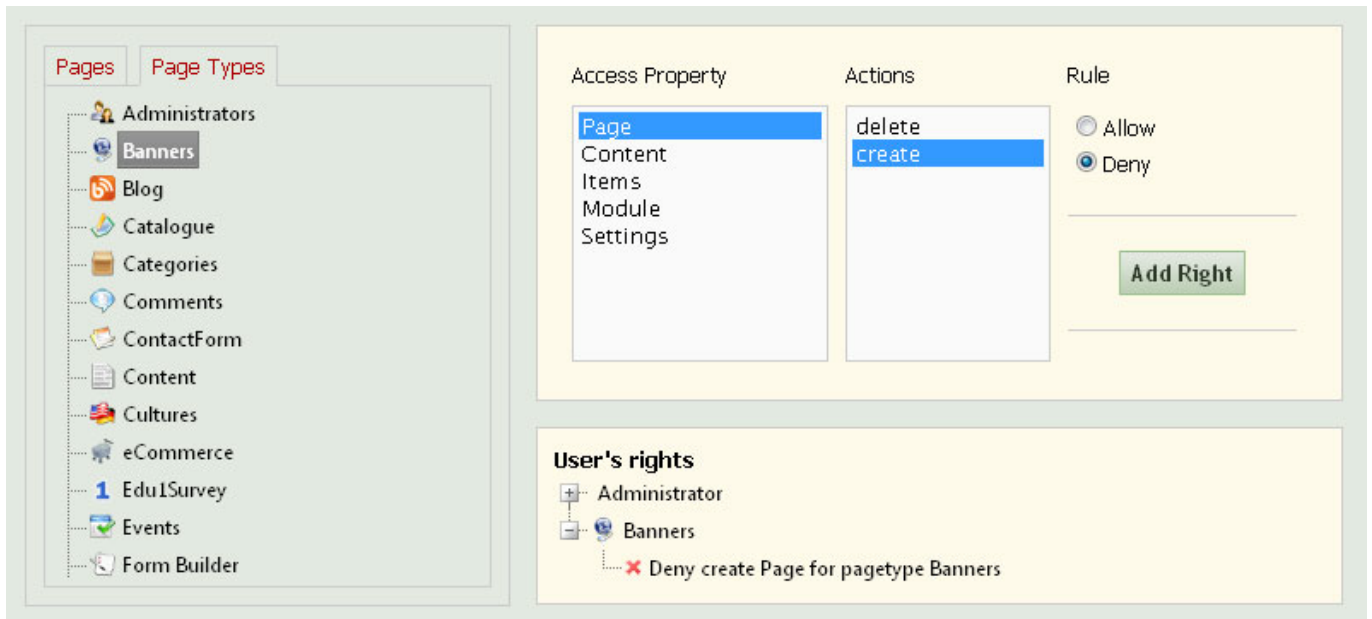 Pages
Page Types
Administrators
Banners
Blog
Catalogue
Categories
Comments
ContactForm
Content
Cultures
eCommerce
1 Edu1Survey
Events
Form Builder
Access Property
Page
Content
Items
Module
Settings
Actions
delete
create
Rule
Allow
Deny
Add Right
User's rights
Administrator
Banners
Deny create Page for pagetype Banners